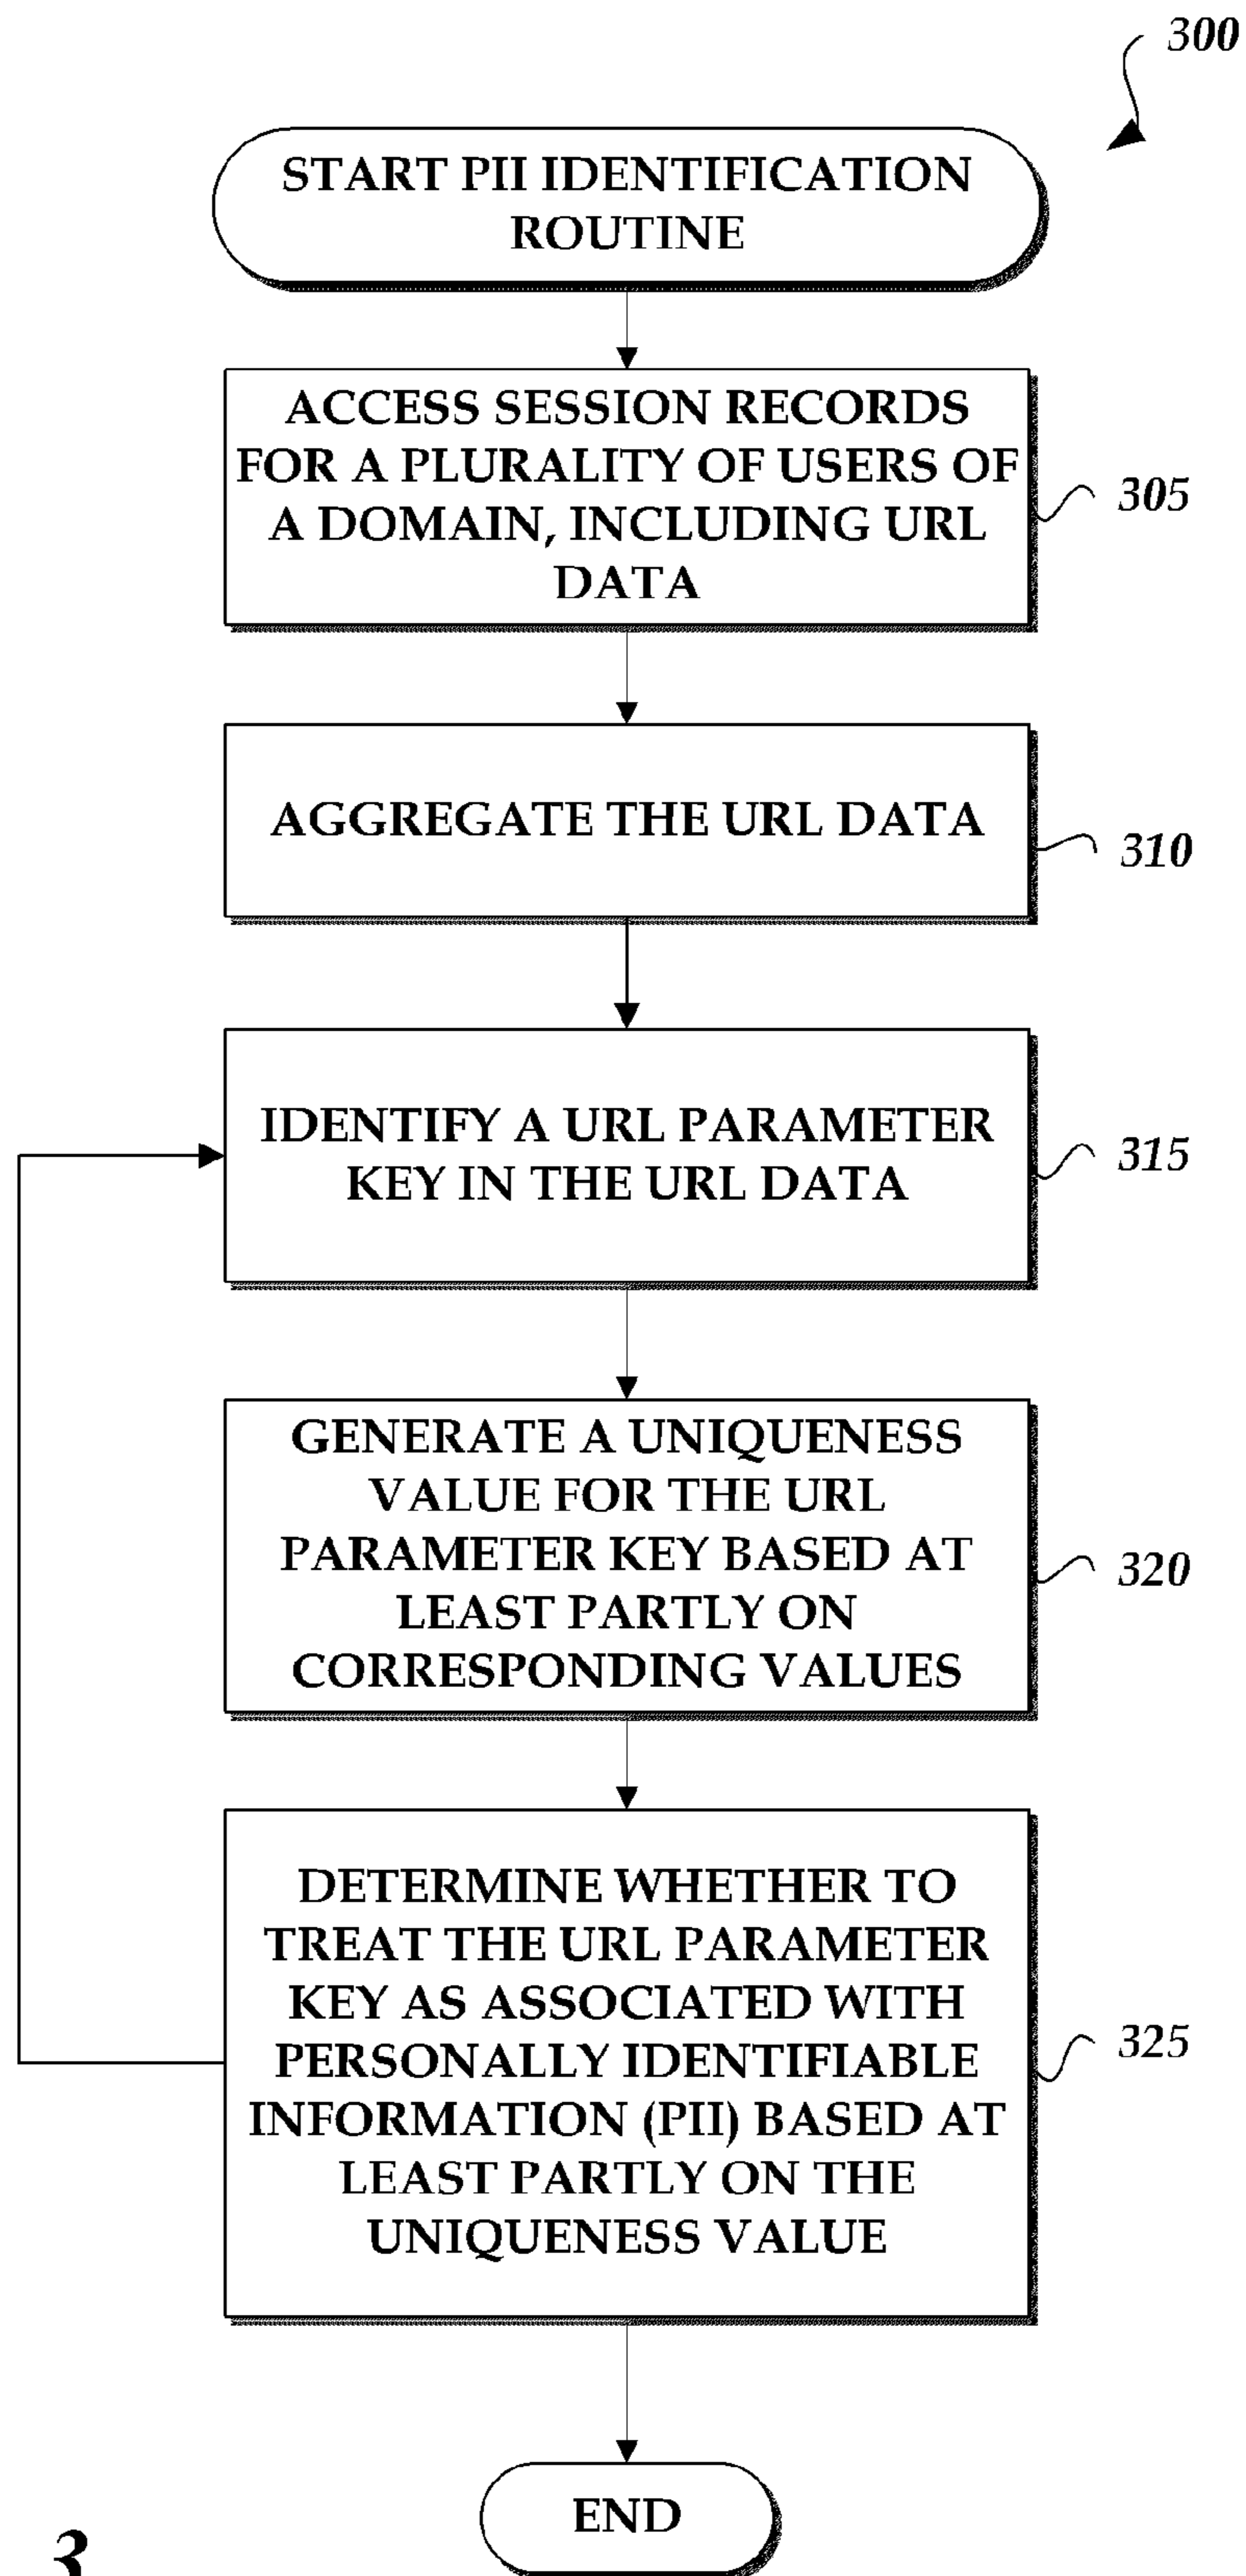 300
START PII IDENTIFICATION
ROUTINE
ACCESS SESSION RECORDS
FOR A PLURALITY OF USERS OF
A DOMAIN, INCLUDING URL
DATA
305
AGGREGATE THE URL DATA
310
IDENTIFY A URL PARAMETER
KEY IN THE URL DATA
315
GENERATE A UNIQUENESS
VALUE FOR THE URL
PARAMETER KEY BASED AT
LEAST PARTLY ON
CORRESPONDING VALUES
320
DETERMINE WHETHER TO
TREAT THE URL PARAMETER
KEY AS ASSOCIATED WITH
PERSONALLY IDENTIFIABLE
INFORMATION (PII) BASED AT
LEAST PARTLY ON THE
UNIQUENESS VALUE
325
END
3